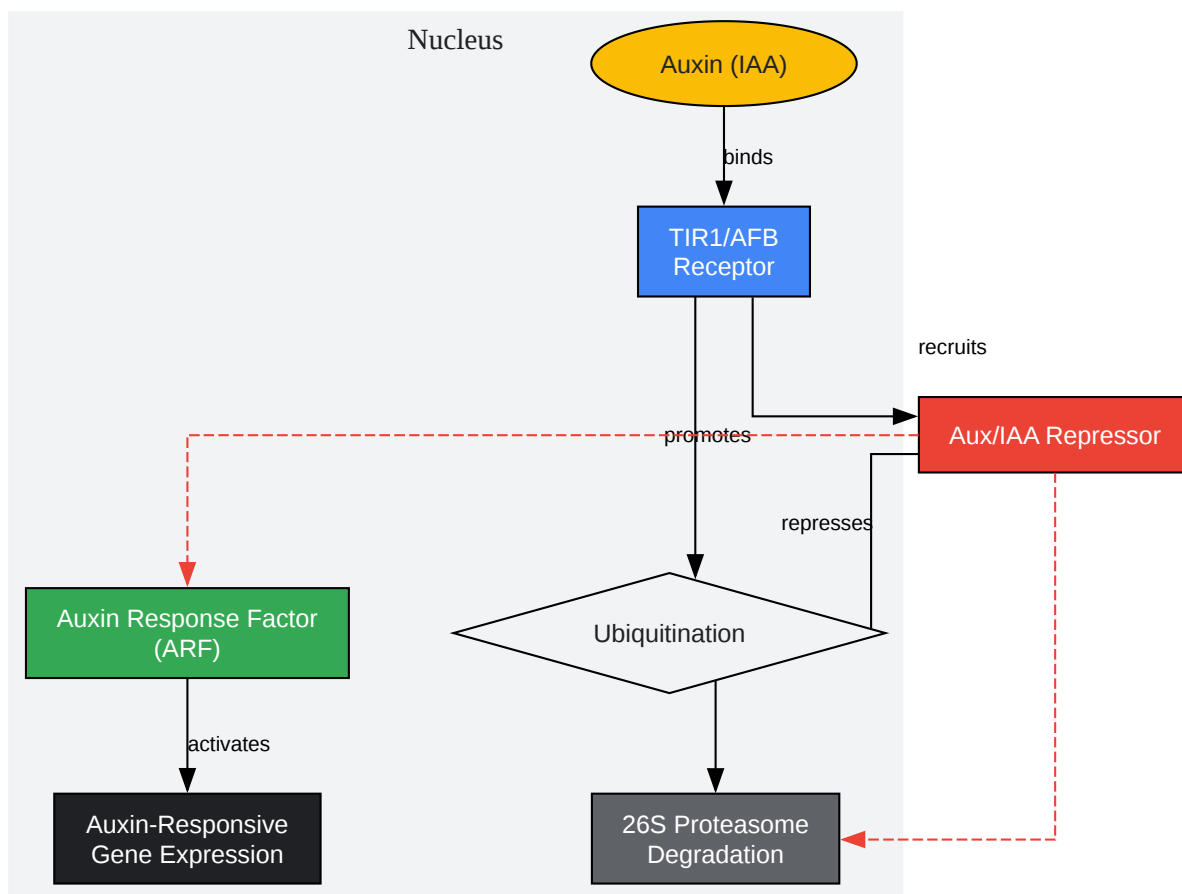 Nucleus
Auxin (IAA)
binds
TIR1/AFB
Receptor
recruits
promotes
Aux/IAA Repressor
represses
Auxin Response Factor
(ARF)
Ubiquitination
activates
Auxin-Responsive
Gene Expression
26S Proteasome
Degradation